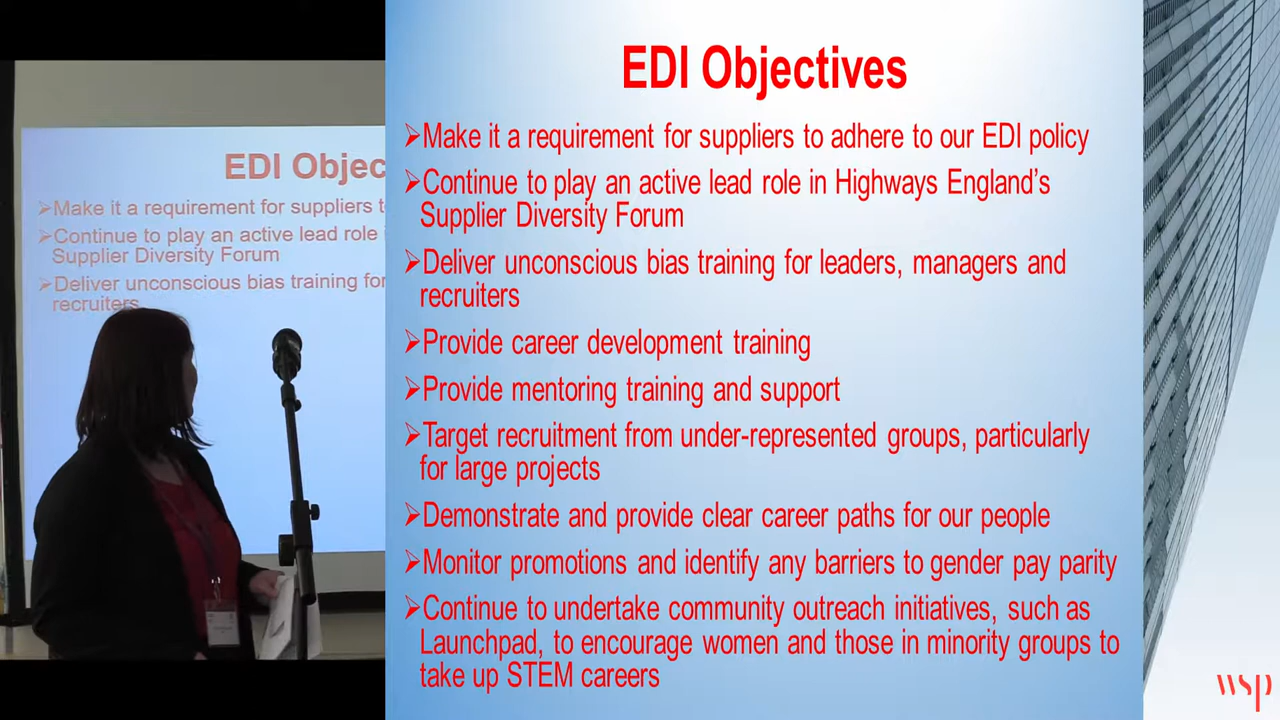 EDI Objectives
➢Make it a requirement for suppliers to adhere to our EDI policy
➢Continue to play an active lead role in Highways England’s
Supplier Diversity Forum
➢Deliver unconscious bias training for leaders, managers and
recruiters
➢Provide career development training
➢Provide mentoring training and support
➢Target recruitment from under-represented groups, particularly
for large projects
➢Demonstrate and provide clear career paths for our people
➢Monitor promotions and identify any barriers to gender pay parity
➢Continue to undertake community outreach initiatives, such as
Launchpad, to encourage women and those in minority groups to
take up STEM careers
wsp
EDI Objec
➢Make it a requirement for suppliers t
➢Continue to play an active lead role
Supplier Diversity Forum
➢Deliver unconscious bias training for
recruiters